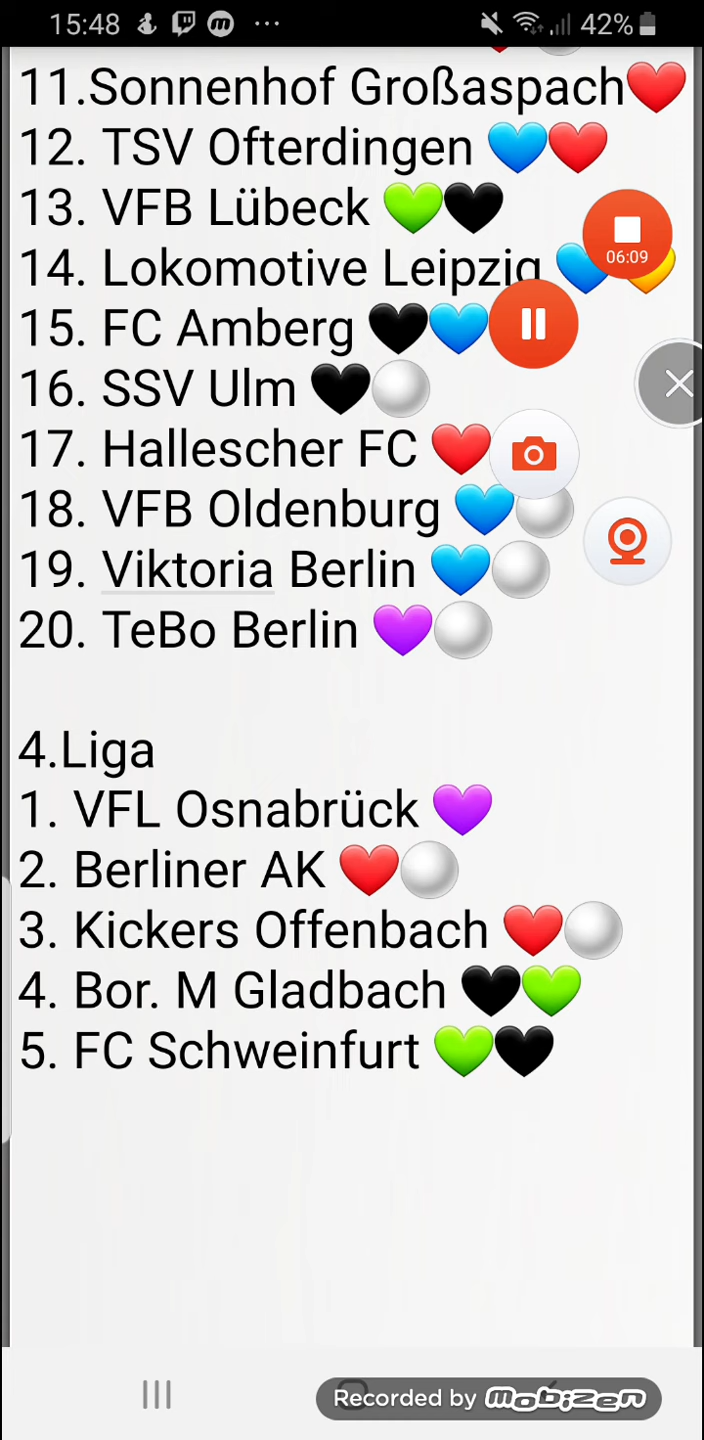 15:48 42%
11.Sonnenhof Großaspach❤️
12. TSV Ofterdingen 💙❤️
13. VFB Lübeck 💚🖤
06:09
14. Lokomotive Leipzig 💙💛
15. FC Amberg 🖤💙
16. SSV Ulm 🖤⚪
17. Hallescher FC ❤️
18. VFB Oldenburg 💙⚪
19. Viktoria Berlin 💙⚪
20. TeBo Berlin 💜⚪
4.Liga
1. VFL Osnabrück 💜
2. Berliner AK ❤️⚪
3. Kickers Offenbach ❤️⚪
4. Bor. M Gladbach 🖤💚
5. FC Schweinfurt 💚🖤
Recorded by MOBIZEN